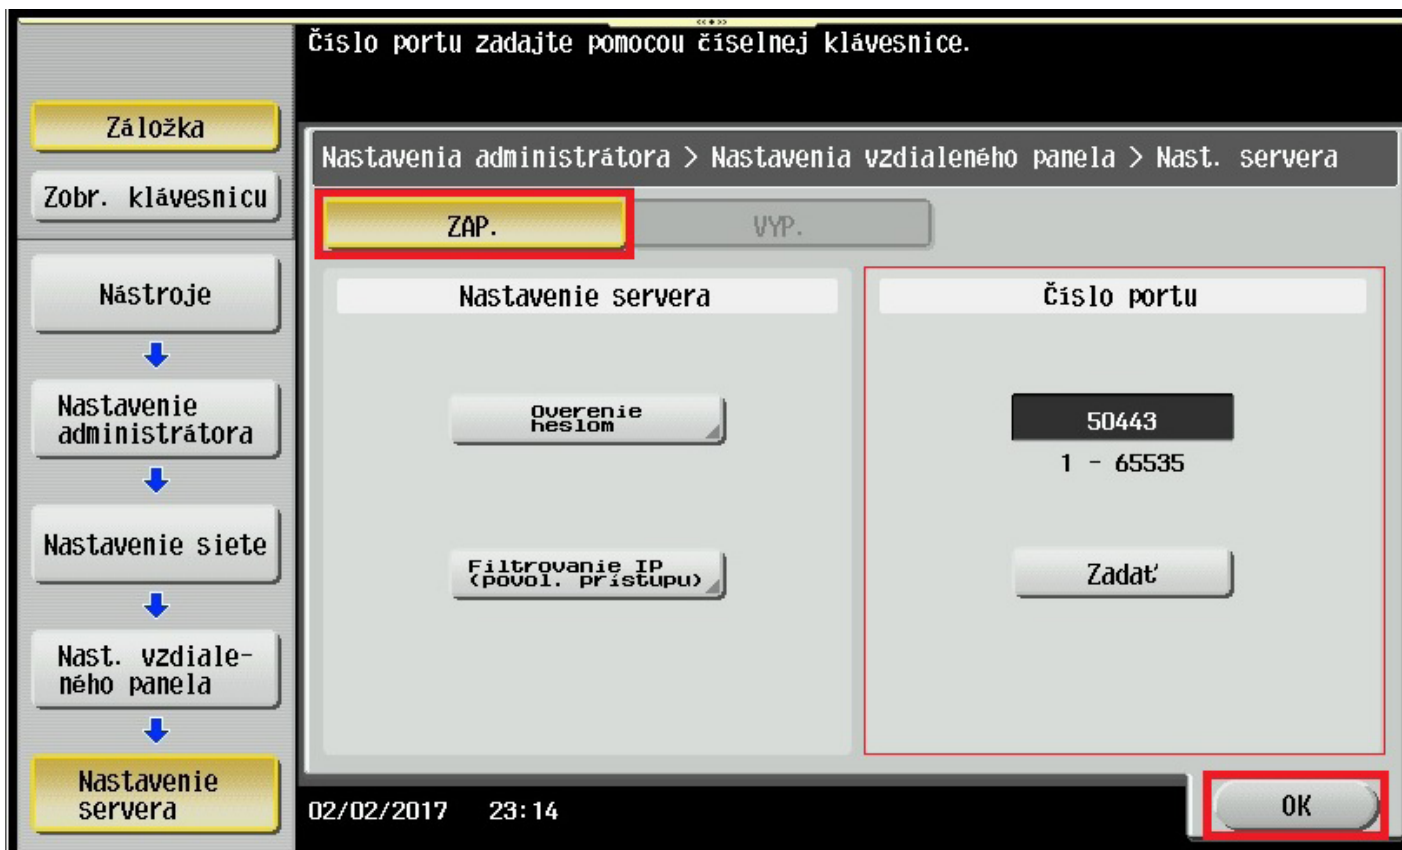 Číslo portu zadajte pomocou číselnej klávesnice.
Záložka
Zobr. klávesnicu
Nástroje
Nastavenie
administrátora
Nastavenie siete
Nast. vzdiale-
ného panela
Nastavenie
servera
Nastavenia administrátora > Nastavenia vzdialeného panela > Nast. servera
ZAP.
VYP.
Nastavenie servera
Overenie
heslom
Filtrovanie IP
(povol. prístupu)
Číslo portu
50443
1 - 65535
Zadať
02/02/2017 23:14
OK